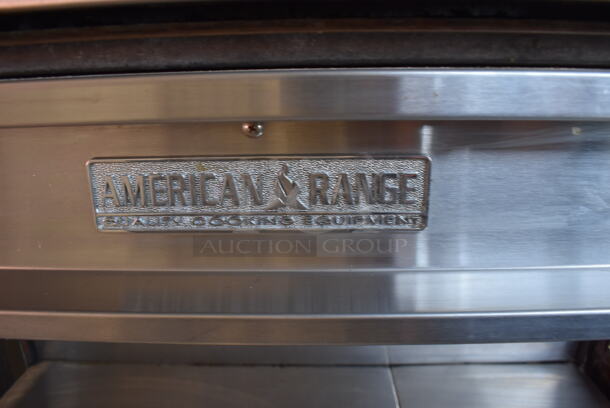 AMERICAN RANGE
QUALITY COOKING EQUIPMENT
AUCTION GROUP